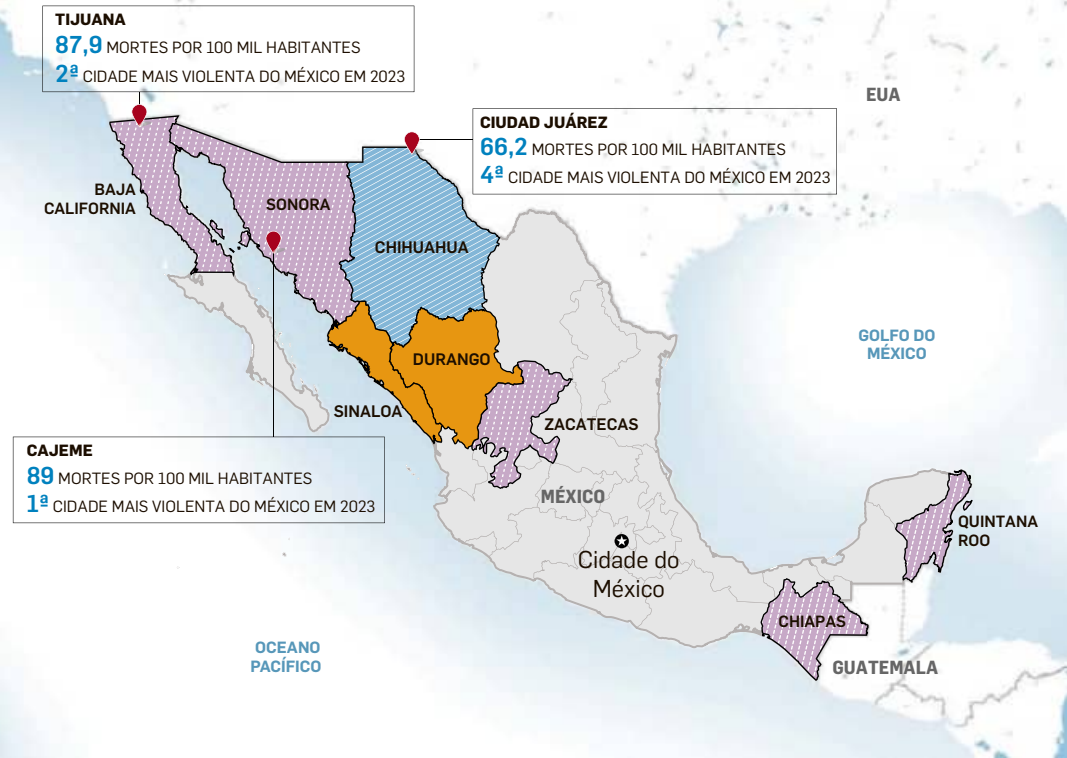 TIJUANA
87,9 MORTES POR 100 MIL HABITANTES
2ª CIDADE MAIS VIOLENTA DO MÉXICO EM 2023
EUA
CIUDAD JUÁREZ
66,2 MORTES POR 100 MIL HABITANTES
4ª CIDADE MAIS VIOLENTA DO MÉXICO EM 2023
BAJA
CALIFORNIA
SONORA
CHIHUAHUA
GOLFO DO
MÉXICO
DURANGO
SINALOA
ZACATECAS
CAJEME
89 MORTES POR 100 MIL HABITANTES
1ª CIDADE MAIS VIOLENTA DO MÉXICO EM 2023
MÉXICO
QUINTANA
ROO
Cidade do
México
CHIAPAS
OCEANO
PACÍFICO
GUATEMALA